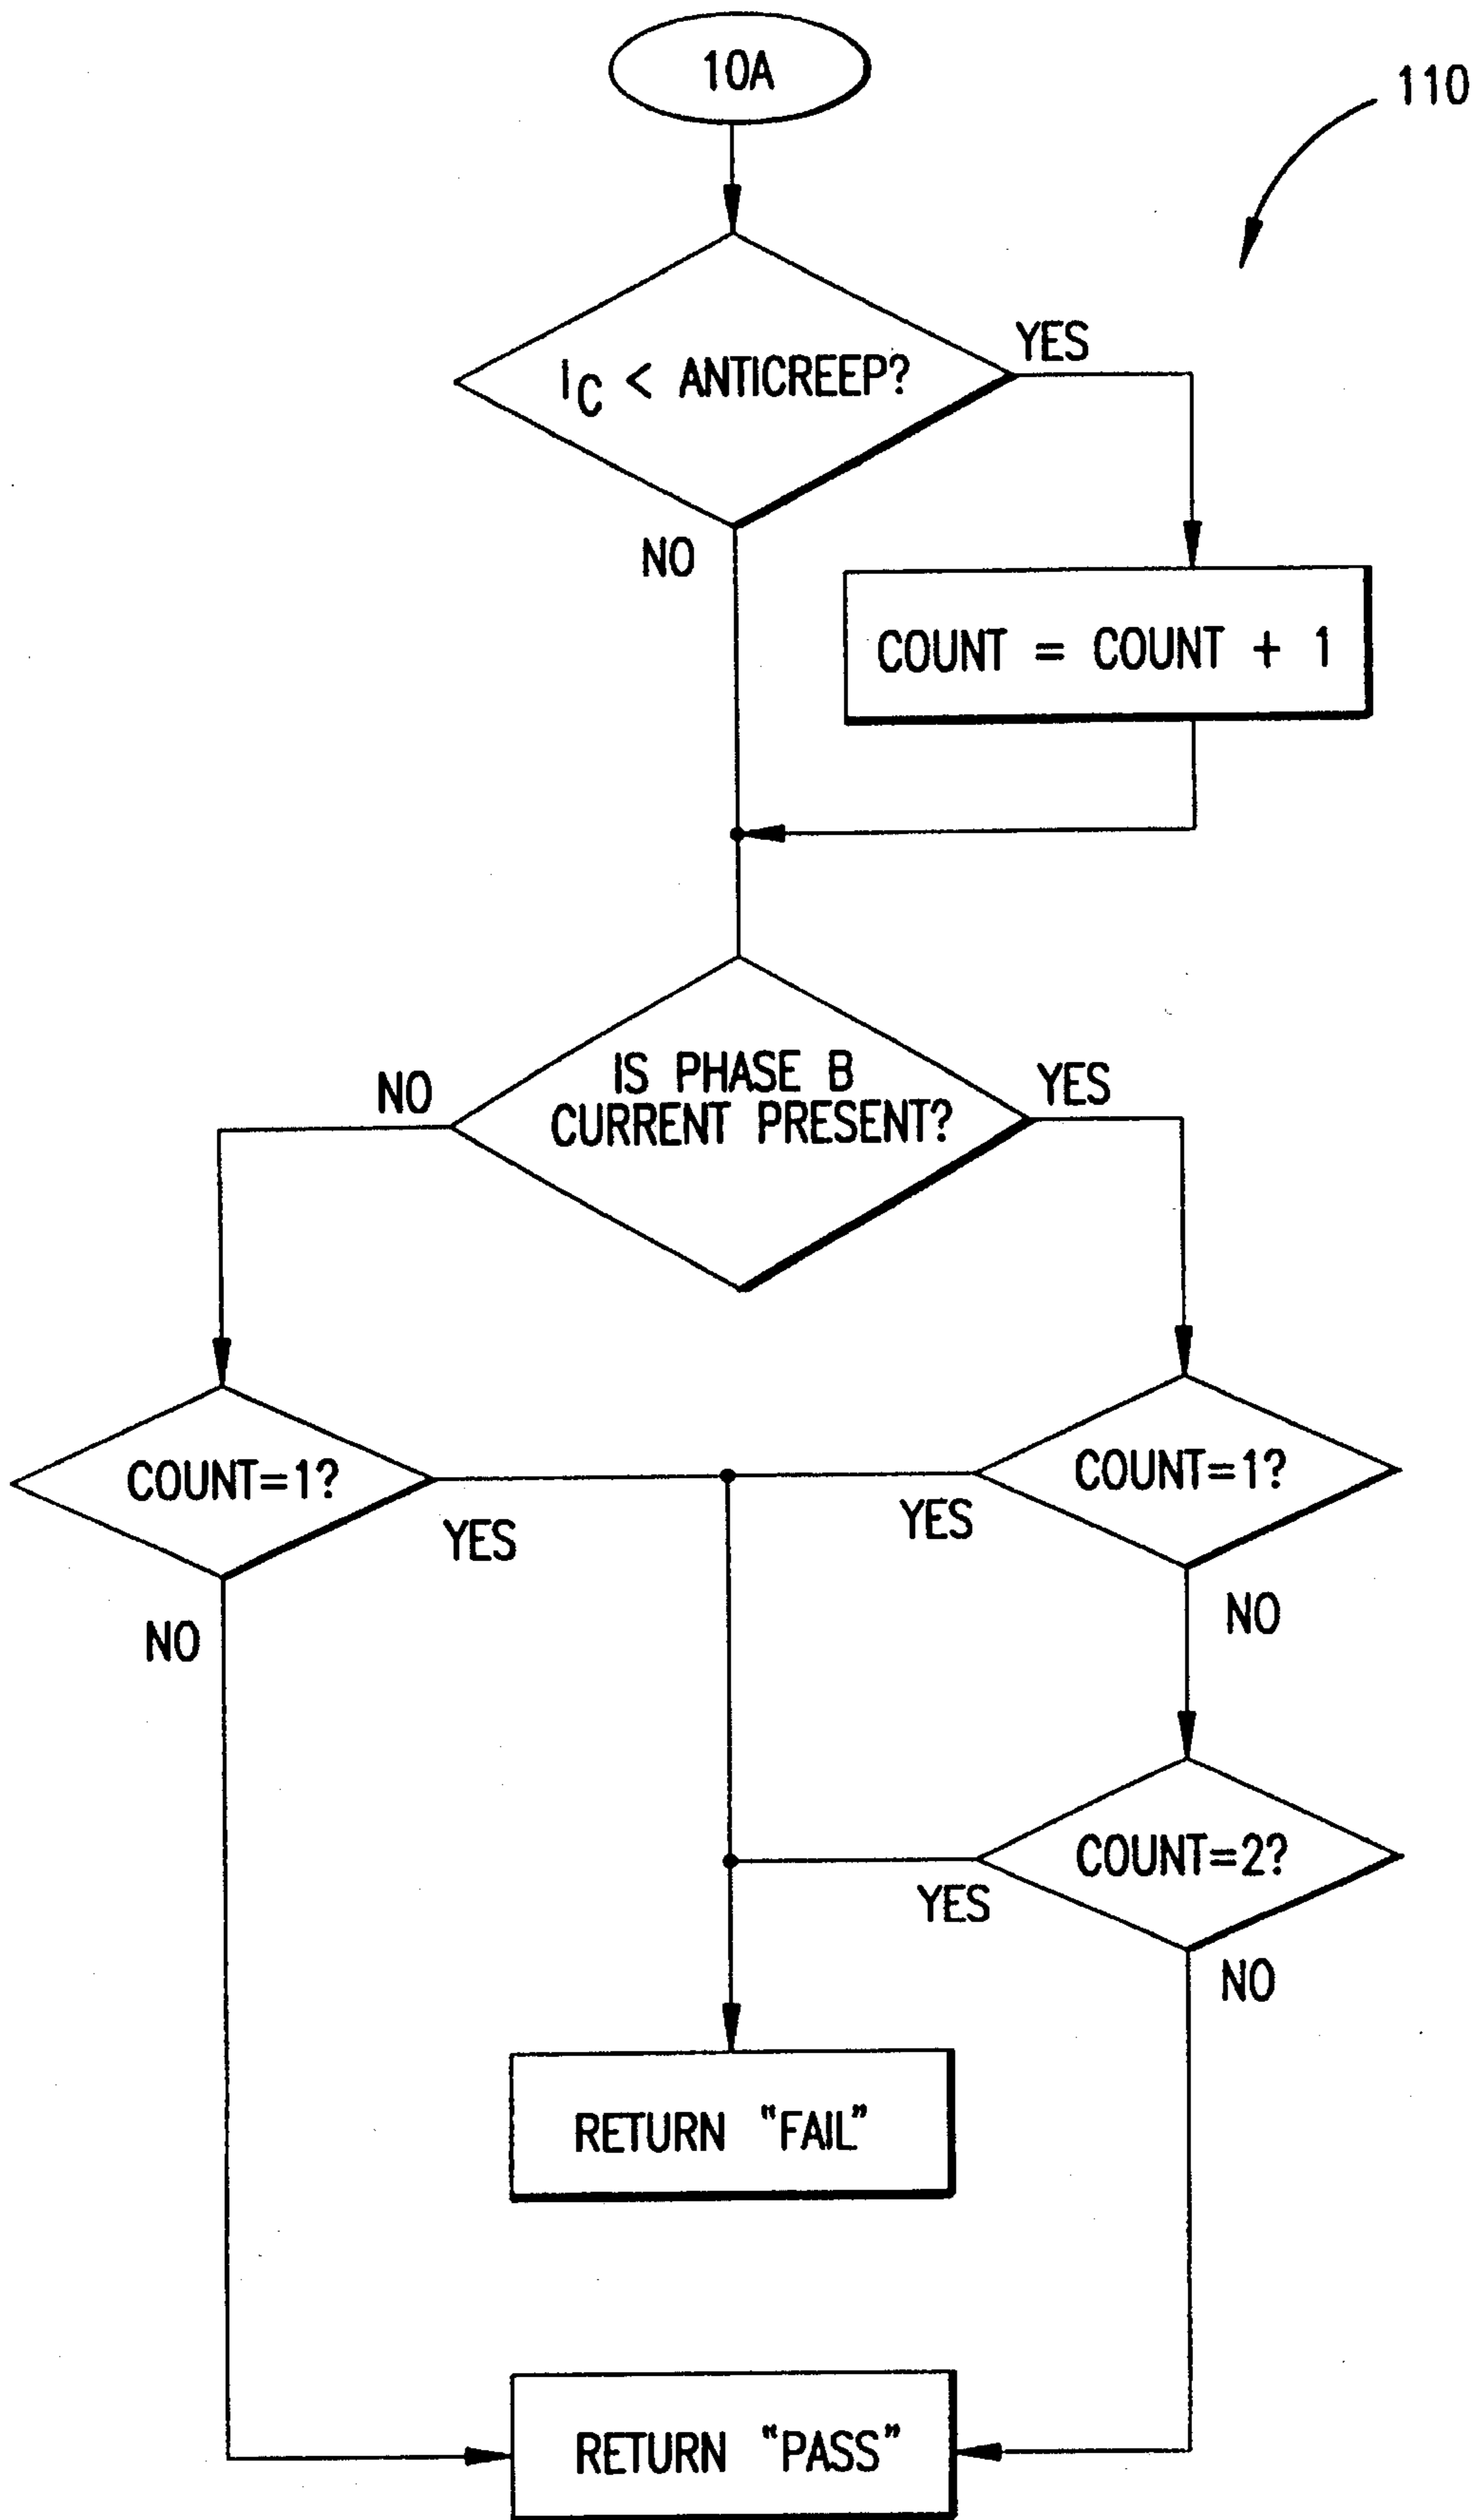 10A
110
IC < ANTICREEP?
YES
NO
COUNT = COUNT + 1
IS PHASE B
CURRENT PRESENT?
NO
YES
COUNT=1?
YES
NO
COUNT=1?
YES
NO
COUNT=2?
YES
NO
RETURN “FAIL”
RETURN “PASS”